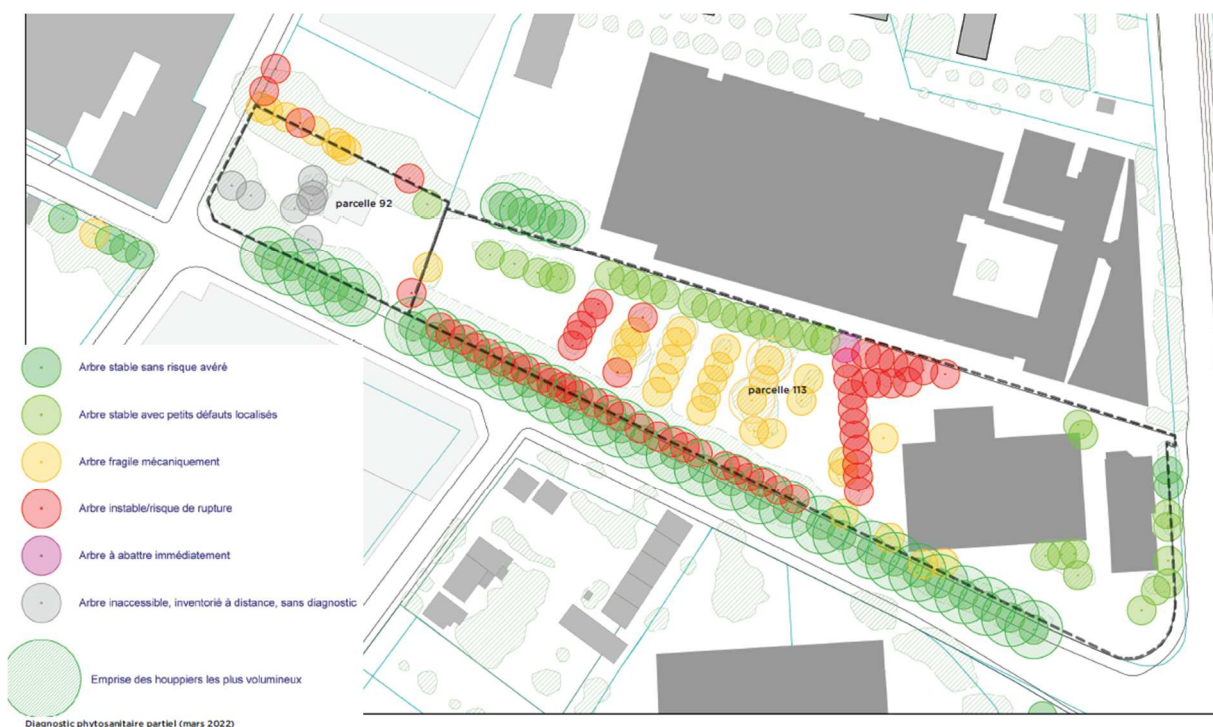 parcelle 92
parcelle 113
Arbre stable sans risque avéré
Arbre stable avec petits défauts localisés
Arbre fragile mécaniquement
Arbre instable/risque de rupture
Arbre à abattre immédiatement
Arbre inaccessible, inventorié à distance, sans diagnostic
Emprise des houppiers les plus volumineux
Diagnostic phytosanitaire partiel (mars 2022)